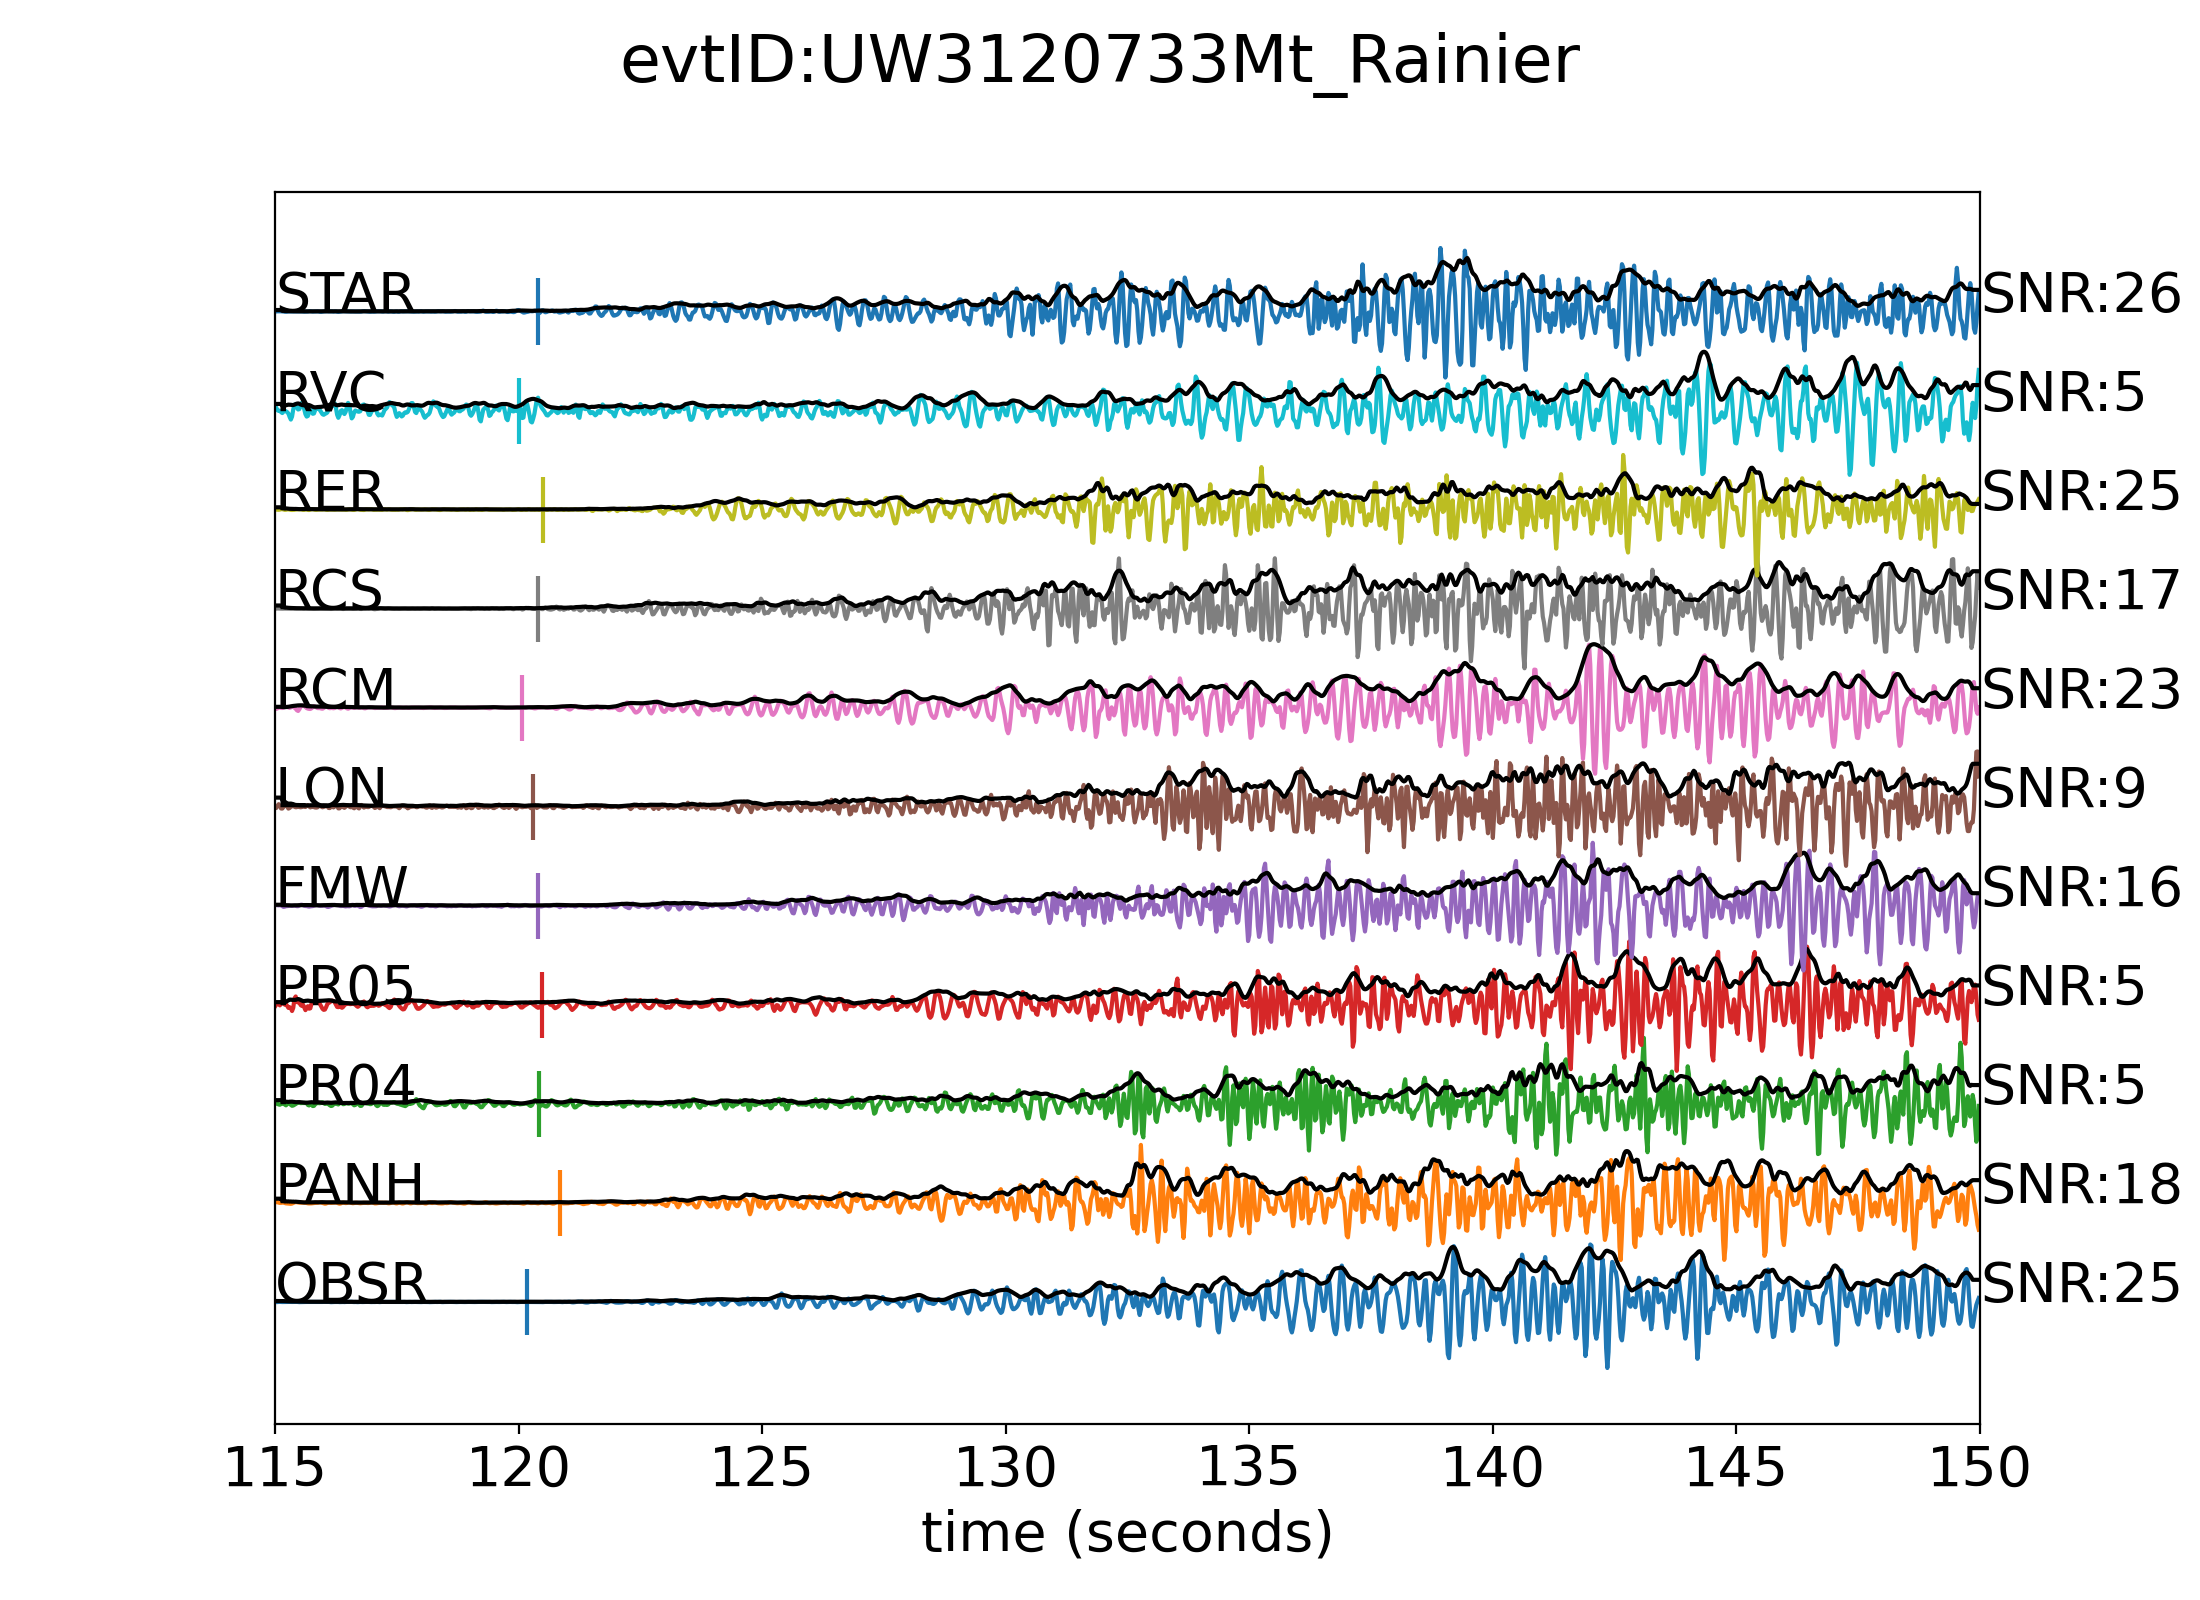 evtID:UW3120733Mt_Rainier
STAR SNR:26
RVC SNR:5
RER SNR:25
RCS SNR:17
RCM SNR:23
LON SNR:9
FMW SNR:16
PR05 SNR:5
PR04 SNR:5
PANH SNR:18
OBSR SNR:25
115 120 125 130 135 140 145 150
time (seconds)